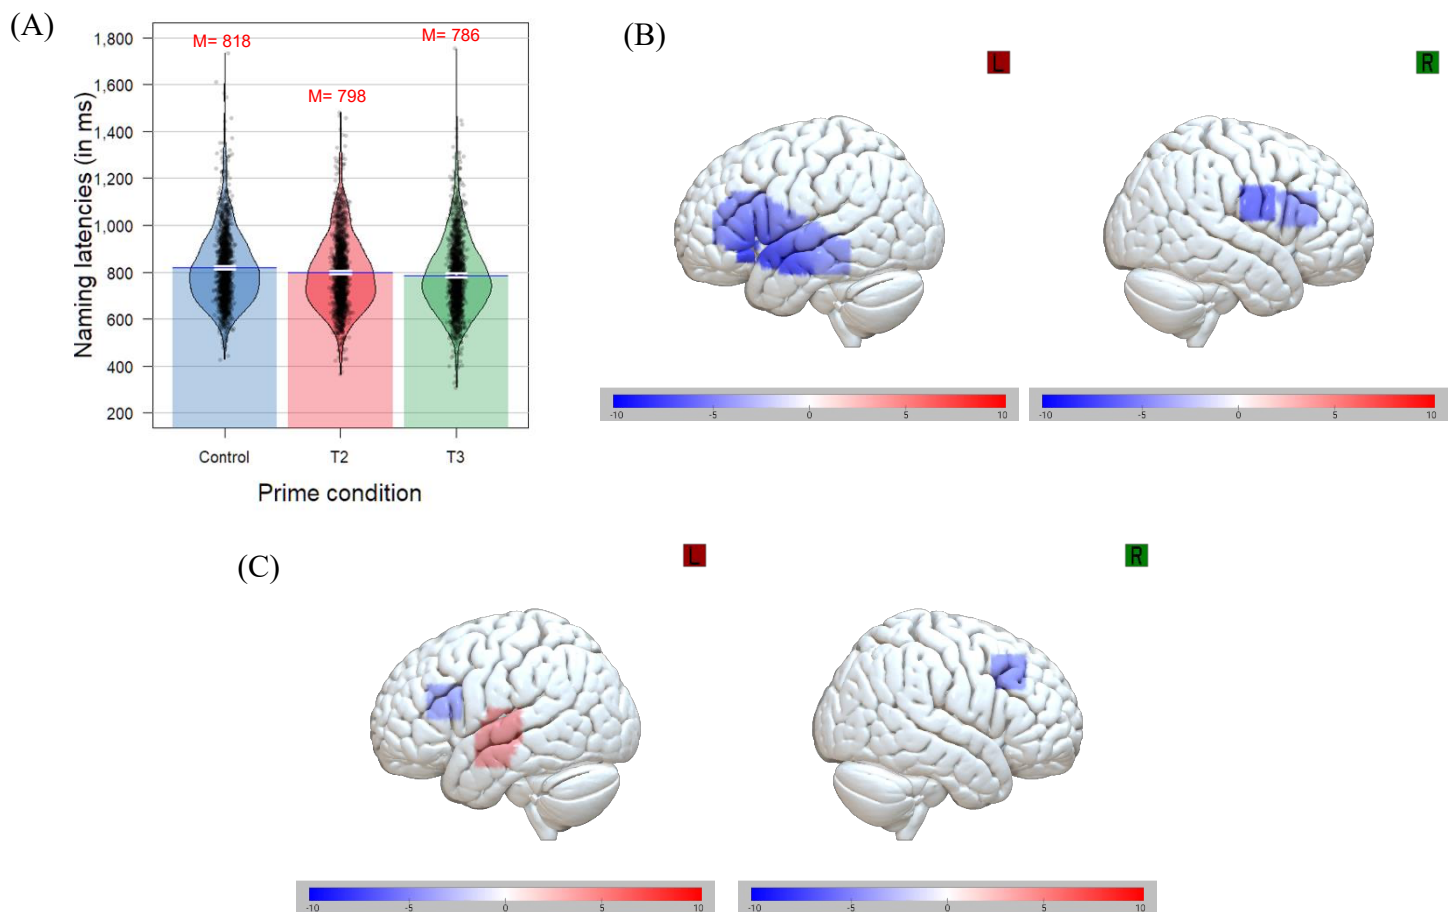 (A)
Naming latencies (in ms)
1,800
1,600
1,400
1,200
1,000
800
600
400
200
M= 818
M= 798
M= 786
Control
T2
T3
Prime condition
(B)
L
R
-10
-5
0
5
10
-10
-5
0
5
10
(C)
L
R
-10
-5
0
5
10
-10
-5
0
5
10